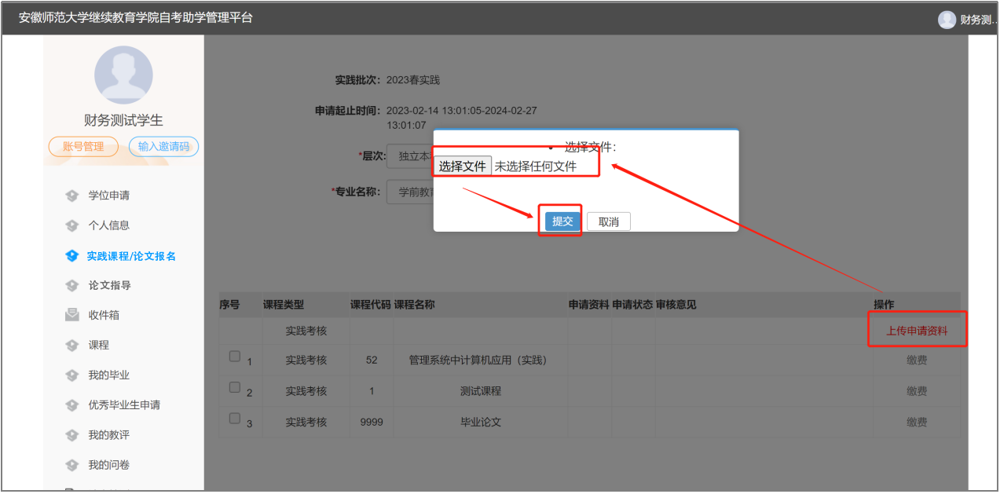 安徽师范大学继续教育学院自考助学管理平台
财务测...
财务测试学生
账号管理
输入邀请码
学位申请
个人信息
实践课程/论文报名
论文指导
收件箱
课程
我的毕业
优秀毕业生申请
我的教评
我的问卷
实践批次: 2023春实践
申请起止时间: 2023-02-14 13:01:05-2024-02-27
13:01:07
*层次: 独立本
*专业名称: 学前教育
选择文件:
选择文件 未选择任何文件
提交 取消
序号 课程类型 课程代码 课程名称 申请资料 申请状态 审核意见 操作
实践考核 上传申请资料
1 实践考核 52 管理系统中计算机应用（实践） 缴费
2 实践考核 1 测试课程 缴费
3 实践考核 9999 毕业论文 缴费